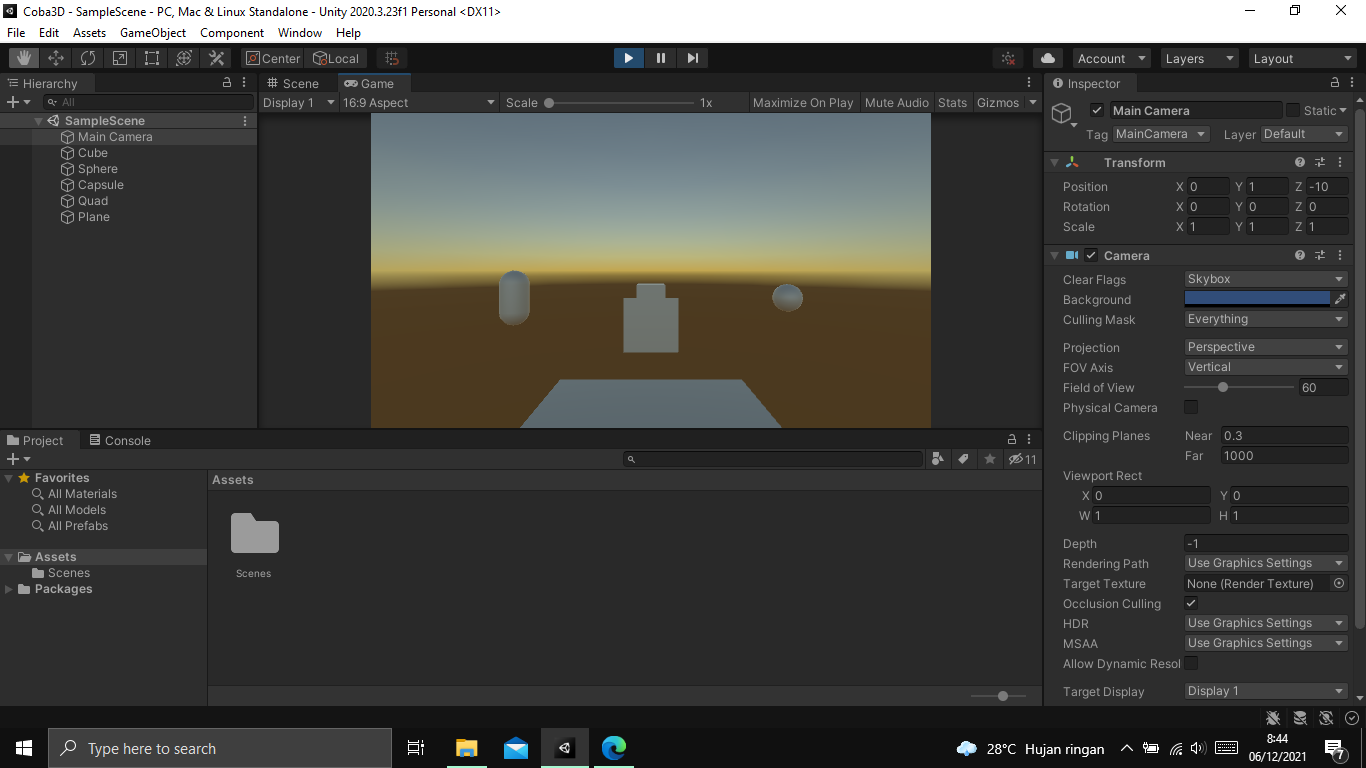 Coba3D - SampleScene - PC, Mac & Linux Standalone - Unity 2020.3.23f1 Personal <DX11>
File Edit Assets GameObject Component Window Help
Center Local Account Layers Layout
Hierarchy
All
SampleScene
Main Camera
Cube
Sphere
Capsule
Quad
Plane
Scene Game
Display 1 16:9 Aspect Scale 1x Maximize On Play Mute Audio Stats Gizmos
Inspector
Main Camera Static
Tag MainCamera Layer Default
Transform
Position X 0 Y 1 Z -10
Rotation X 0 Y 0 Z 0
Scale X 1 Y 1 Z 1
Camera
Clear Flags Skybox
Background
Culling Mask Everything
Projection Perspective
FOV Axis Vertical
Field of View 60
Physical Camera
Clipping Planes Near 0.3
Far 1000
Viewport Rect
X 0 Y 0
W 1 H 1
Depth -1
Rendering Path Use Graphics Settings
Target Texture None (Render Texture)
Occlusion Culling
HDR Use Graphics Settings
MSAA Use Graphics Settings
Allow Dynamic Resol
Target Display Display 1
Project Console
11
Favorites
All Materials
All Models
All Prefabs
Assets
Scenes
Packages
Assets
Scenes
Type here to search
28°C Hujan ringan
8:44
06/12/2021
7